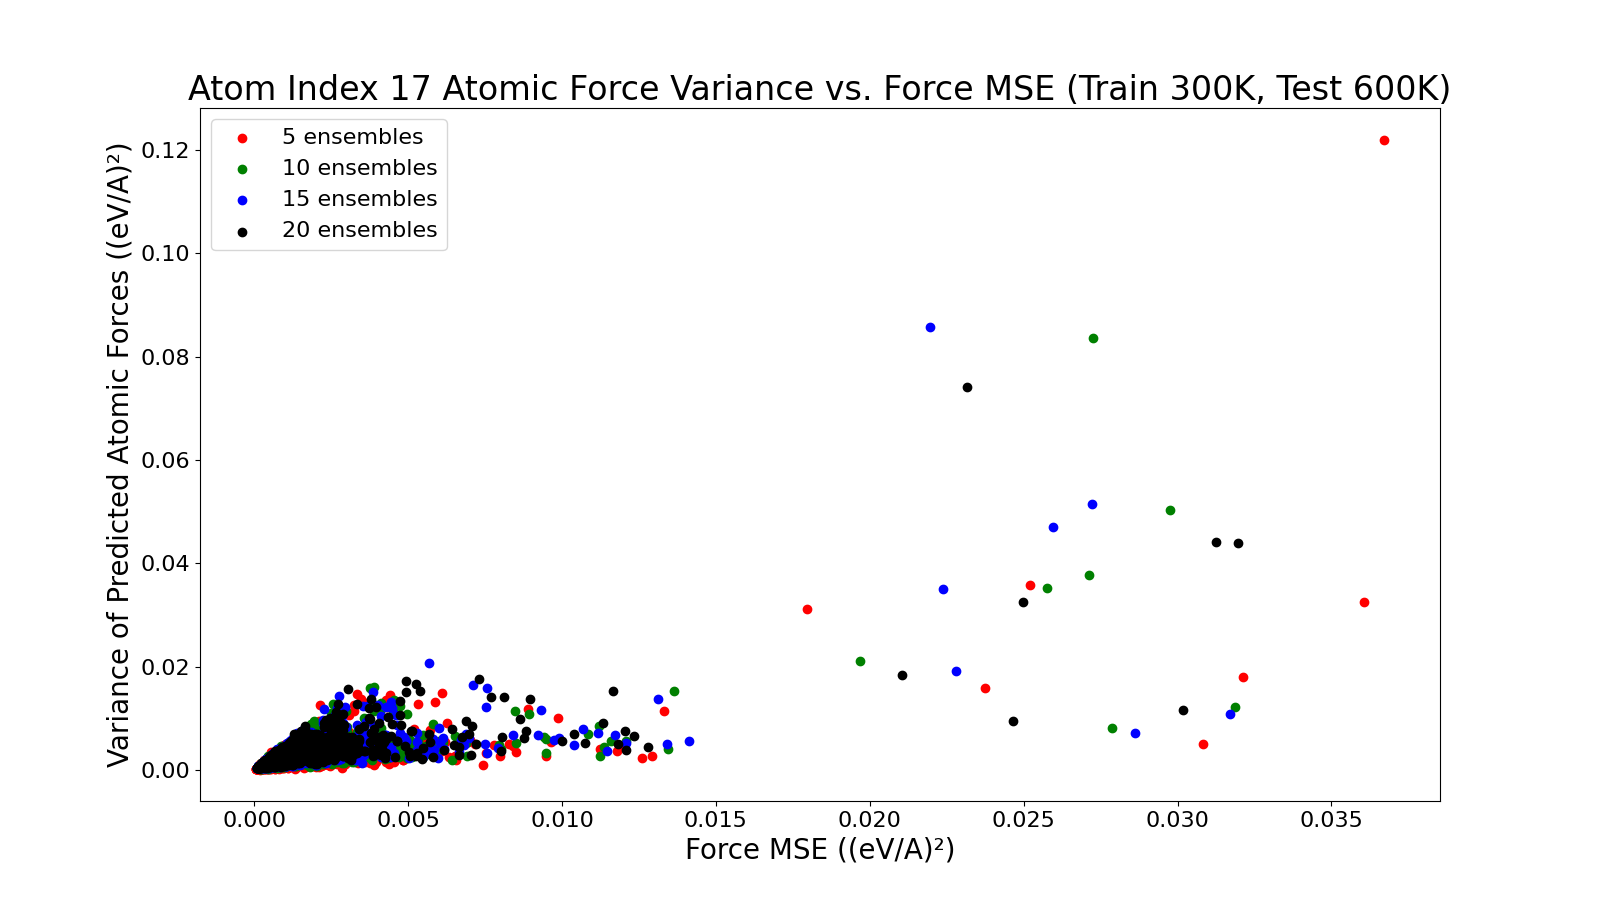 Atom Index 17 Atomic Force Variance vs. Force MSE (Train 300K, Test 600K)
5 ensembles
10 ensembles
15 ensembles
20 ensembles
Variance of Predicted Atomic Forces ((eV/A)²)
0.12
0.10
0.08
0.06
0.04
0.02
0.00
0.000 0.005 0.010 0.015 0.020 0.025 0.030 0.035
Force MSE ((eV/A)²)